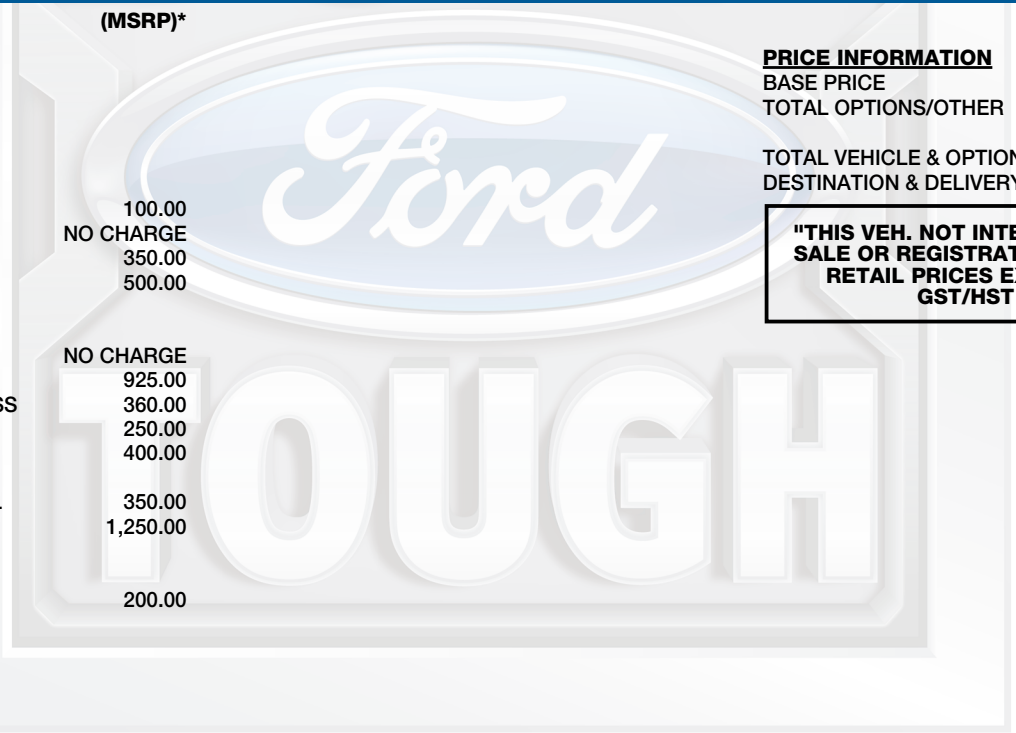 (MSRP)*
100.00
NO CHARGE
350.00
500.00
NO CHARGE
925.00
SS 360.00
250.00
400.00
350.00
1,250.00
200.00
PRICE INFORMATION
BASE PRICE
TOTAL OPTIONS/OTHER
TOTAL VEHICLE & OPTION
DESTINATION & DELIVERY
"THIS VEH. NOT INTE
SALE OR REGISTRAT
RETAIL PRICES EX
GST/HST
Ford
TOUGH